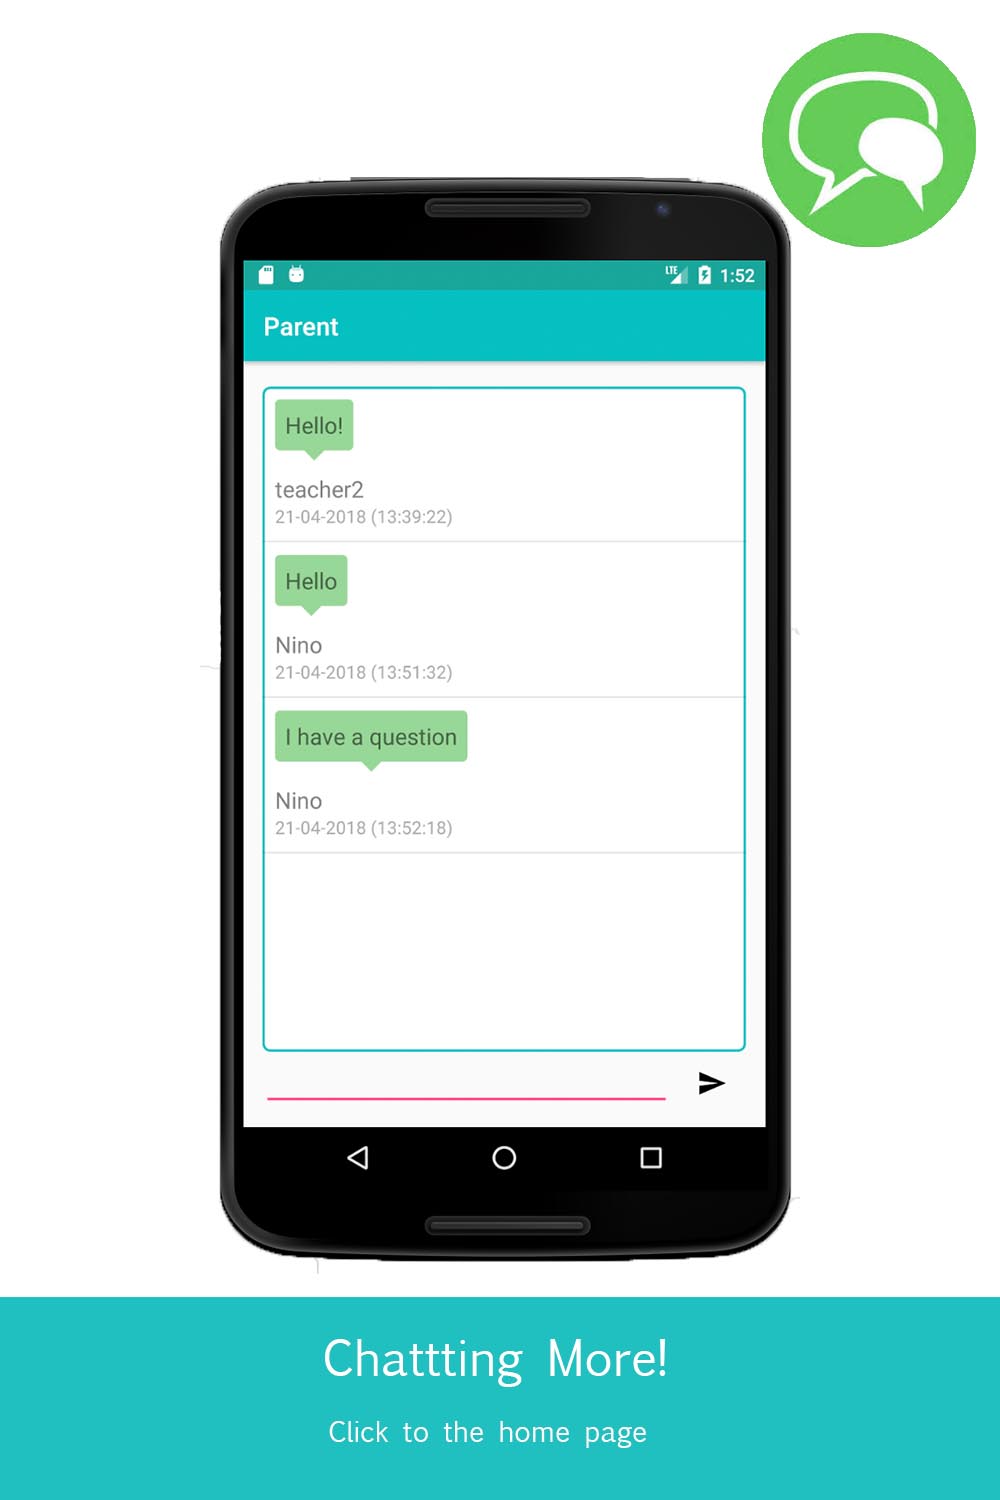 LTE 1:52
Parent
Hello!
teacher2
21-04-2018 (13:39:22)
Hello
Nino
21-04-2018 (13:51:32)
I have a question
Nino
21-04-2018 (13:52:18)
Chattting More!
Click to the home page